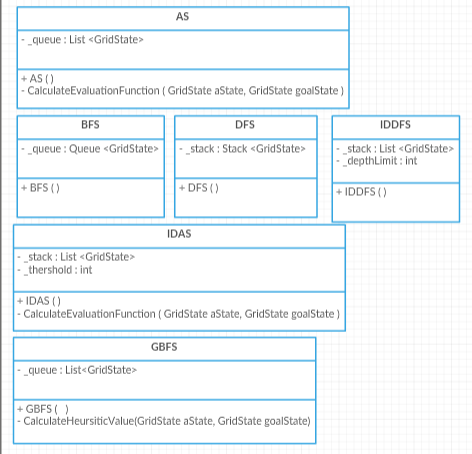 AS
- _queue : List <GridState>
+ AS ( )
- CalculateEvaluationFunction ( GridState aState, GridState goalState )
BFS
- _queue : Queue <GridState>
+ BFS ( )
DFS
- _stack : Stack <GridState>
+ DFS ( )
IDDFS
- _stack : List <GridState>
- _depthLimit : int
+ IDDFS ( )
IDAS
- _stack : List <GridState>
- _thershold : int
+ IDAS ( )
- CalculateEvaluationFunction ( GridState aState, GridState goalState )
GBFS
- _queue : List<GridState>
+ GBFS ( )
- CalculateHeursiticValue(GridState aState, GridState goalState)